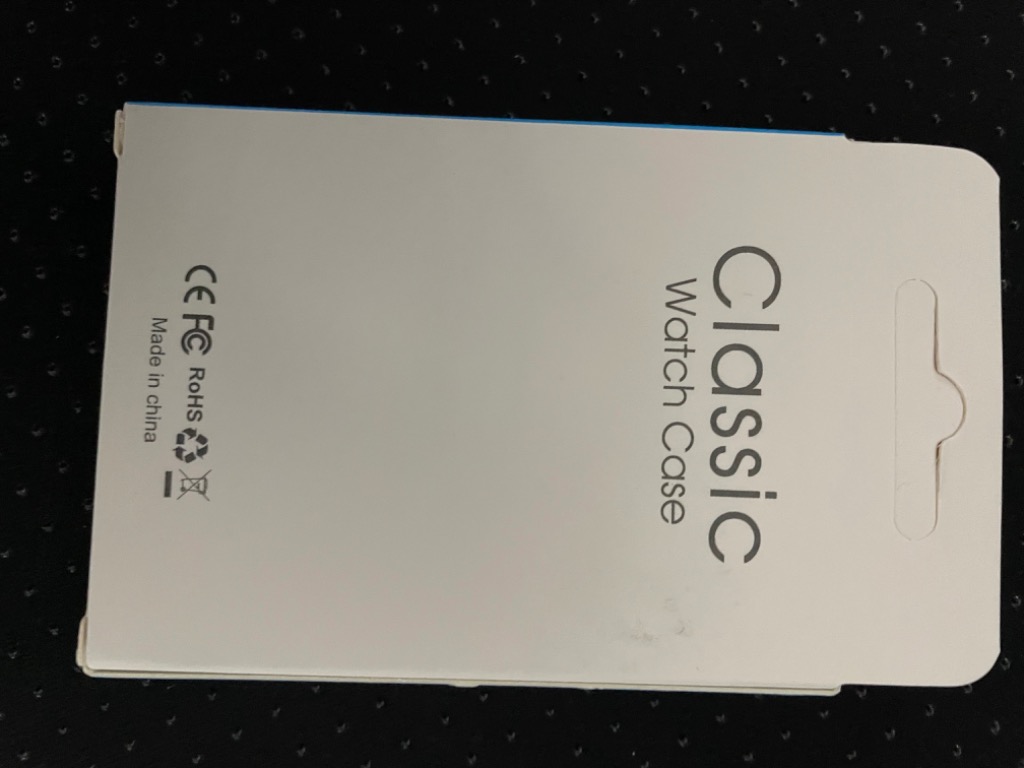 Classic
Watch Case
CE FC RoHS
Made in china